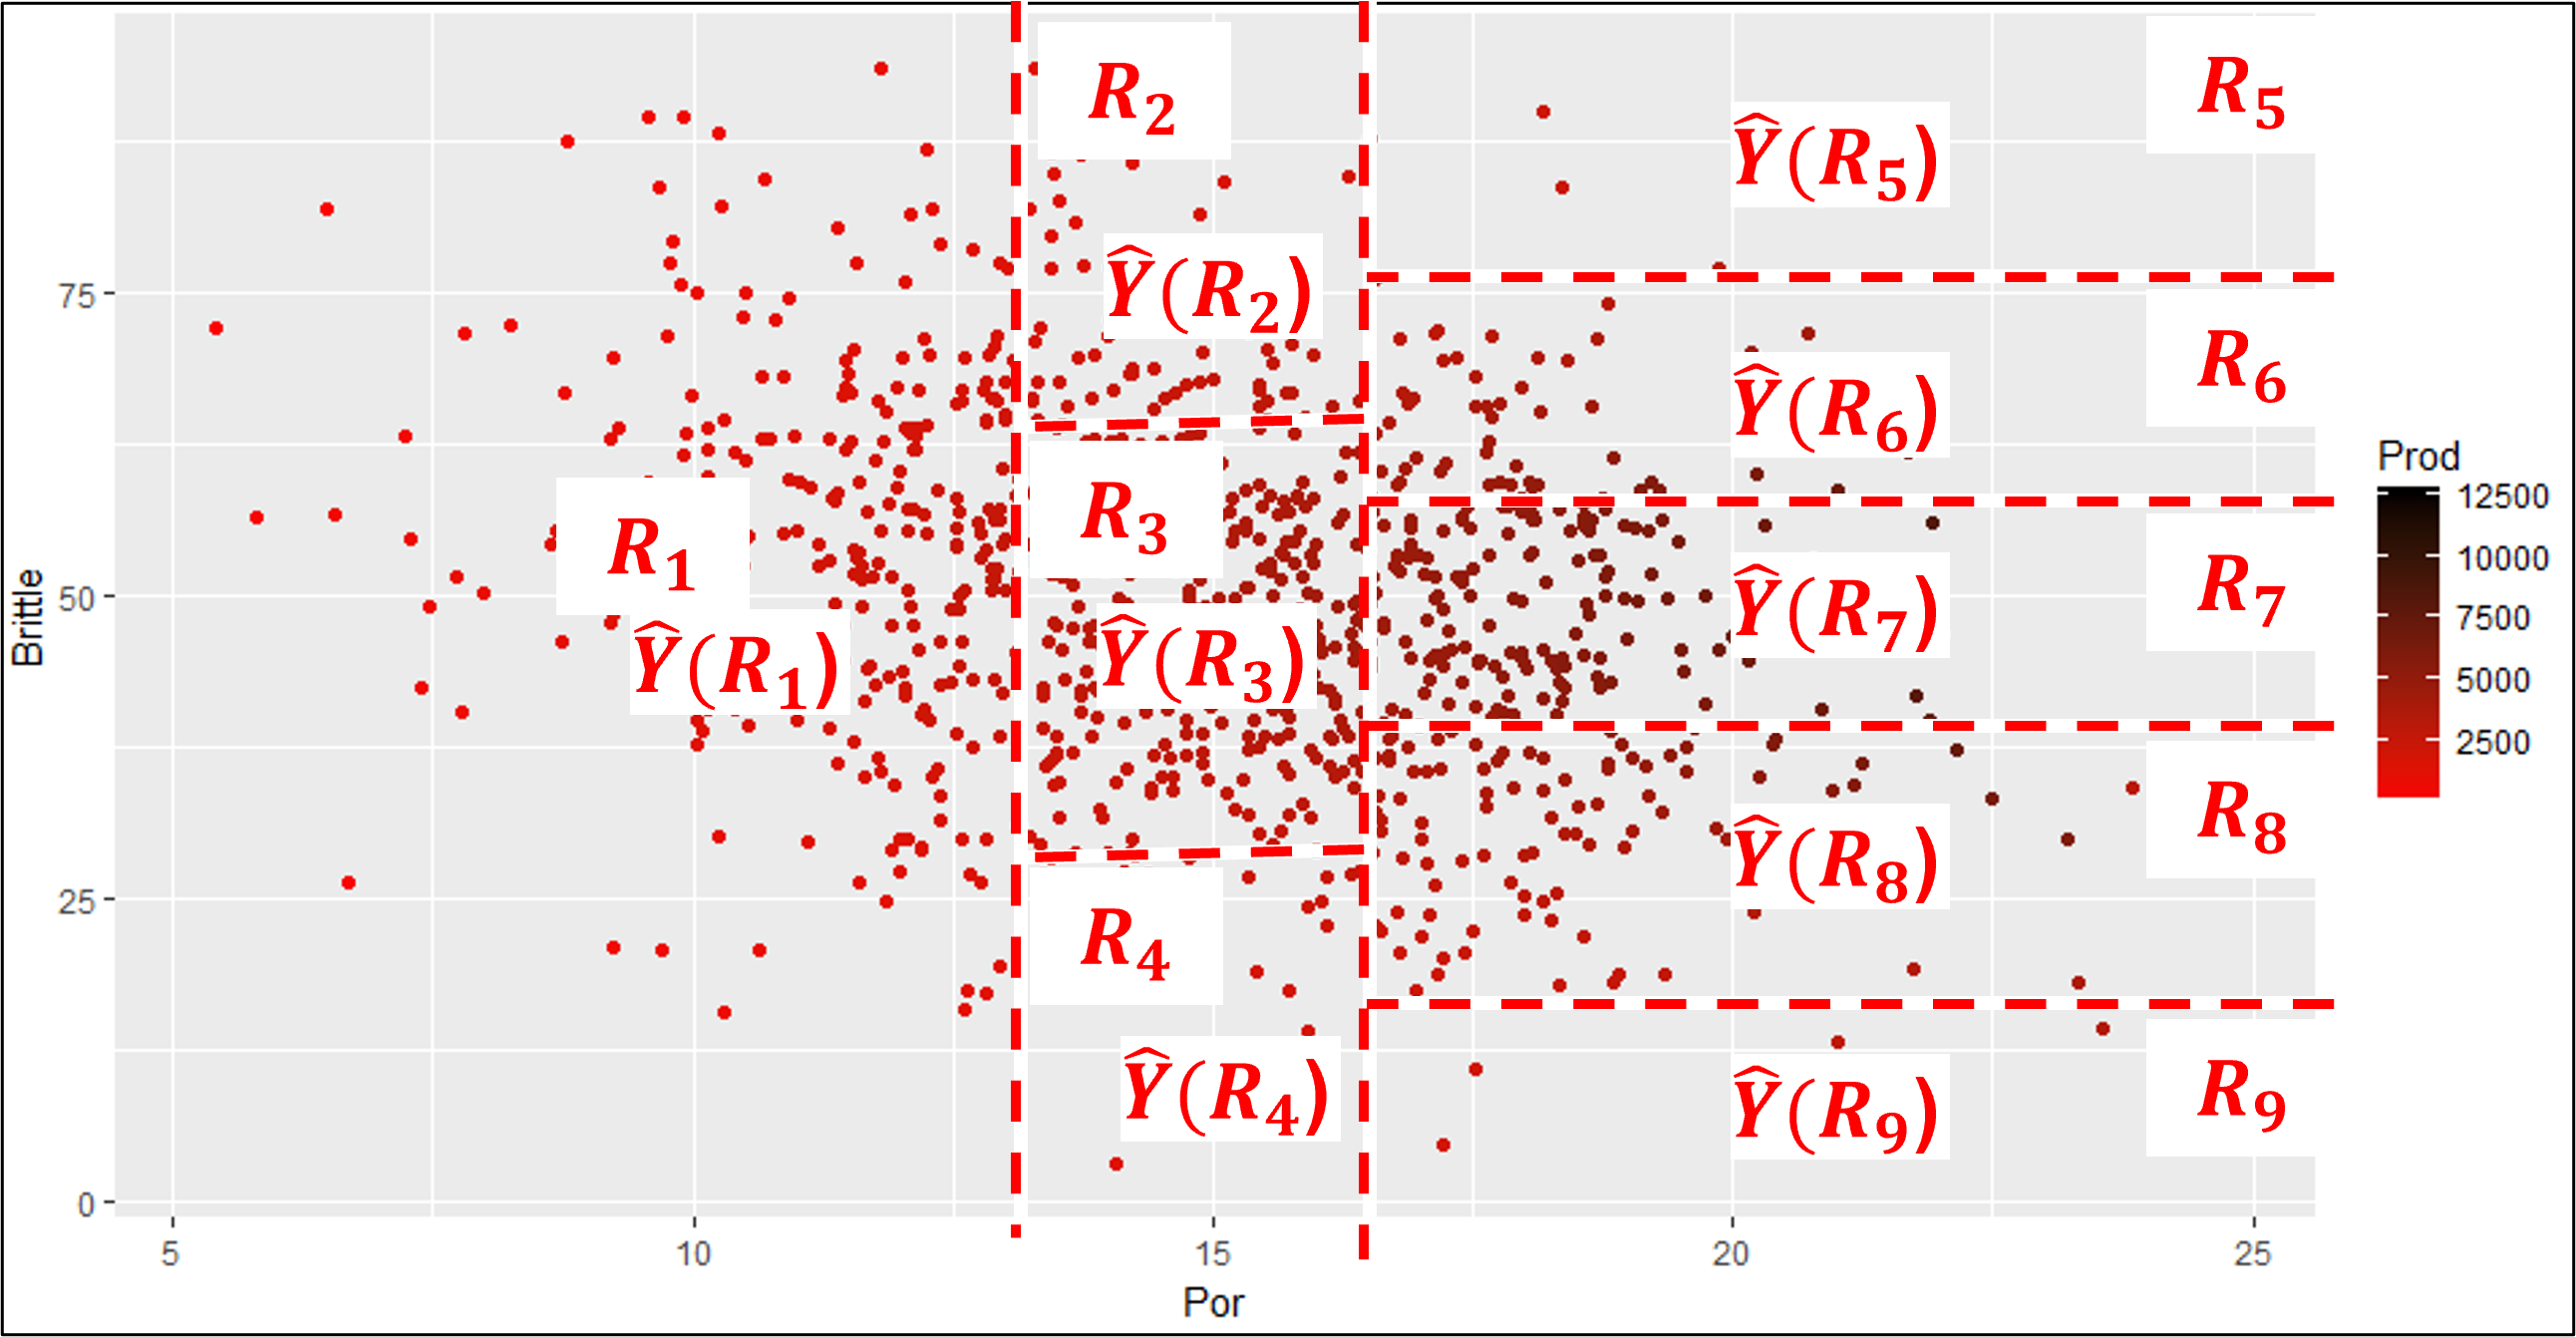 R₂
R₅
Ŷ(R₅)
Ŷ(R₂)
75
R₆
Ŷ(R₆)
Prod
12500
10000
7500
5000
2500
R₃
R₁
R₇
Ŷ(R₇)
50
Brittle
Ŷ(R₁)
Ŷ(R₃)
R₈
Ŷ(R₈)
25
R₄
Ŷ(R₄)
R₉
Ŷ(R₉)
0
5 10 15 20 25
Por